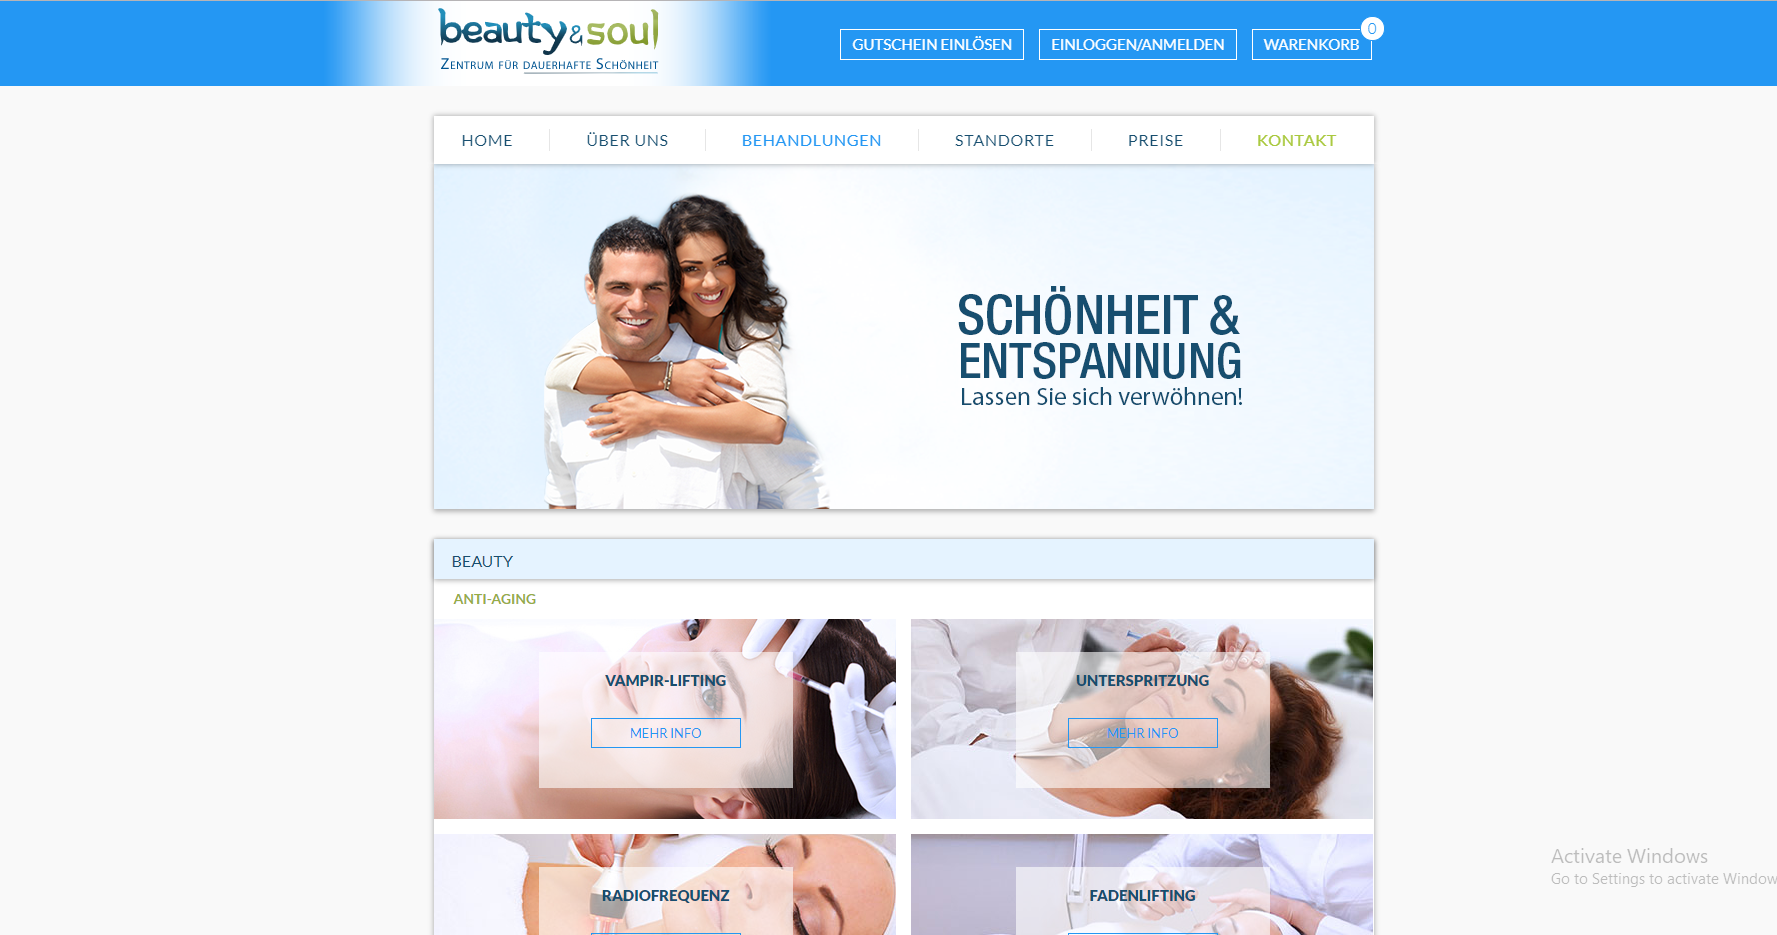 beauty&soul
ZENTRUM FÜR DAUERHAFTE SCHÖNHEIT
GUTSCHEIN EINLÖSEN
EINLOGGEN/ANMELDEN
WARENKORB
0
HOME
ÜBER UNS
BEHANDLUNGEN
STANDORTE
PREISE
KONTAKT
SCHÖNHEIT &
ENTSPANNUNG
Lassen Sie sich verwöhnen!
BEAUTY
ANTI-AGING
VAMPIR-LIFTING
MEHR INFO
UNTERSPRITZUNG
MEHR INFO
RADIOFREQUENZ
FADENLIFTING
Activate Windows
Go to Settings to activate Window